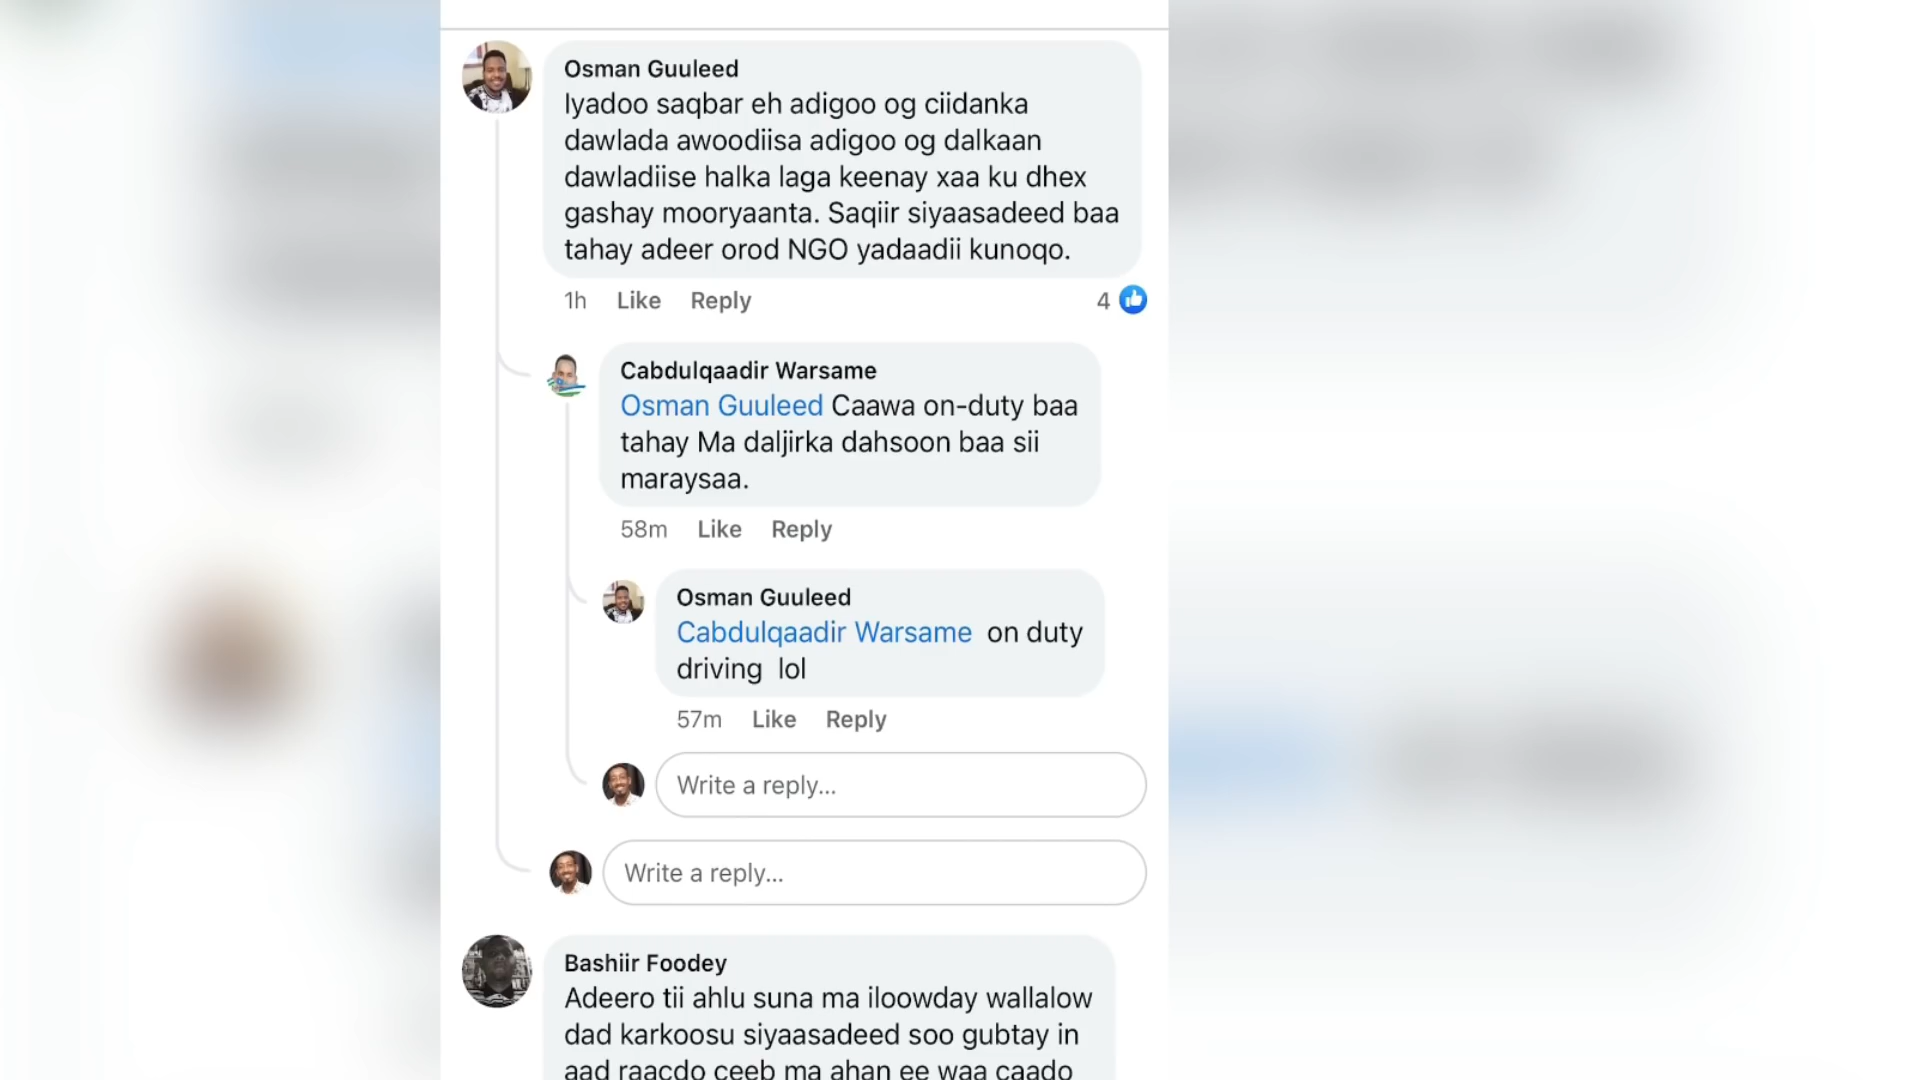 Osman Guuleed
Iyadoo saqbar eh adigoo og ciidanka
dawlada awoodiisa adigoo og dalkaan
dawladiise halka laga keenay xaa ku dhex
gashay mooryaanta. Saqiir siyaasadeed baa
tahay adeer orod NGO yadaadii kunoqo.
1h Like Reply 4
Cabdulqaadir Warsame
Osman Guuleed Caawa on-duty baa
tahay Ma daljirka dahsoon baa sii
maraysaa.
58m Like Reply
Osman Guuleed
Cabdulqaadir Warsame on duty
driving lol
57m Like Reply
Write a reply...
Write a reply...
Bashiir Foodey
Adeero tii ahlu suna ma iloowday wallalow
dad karkoosu siyaasadeed soo gubtay in
aad raacdo ceeb ma ahan ee waa caado